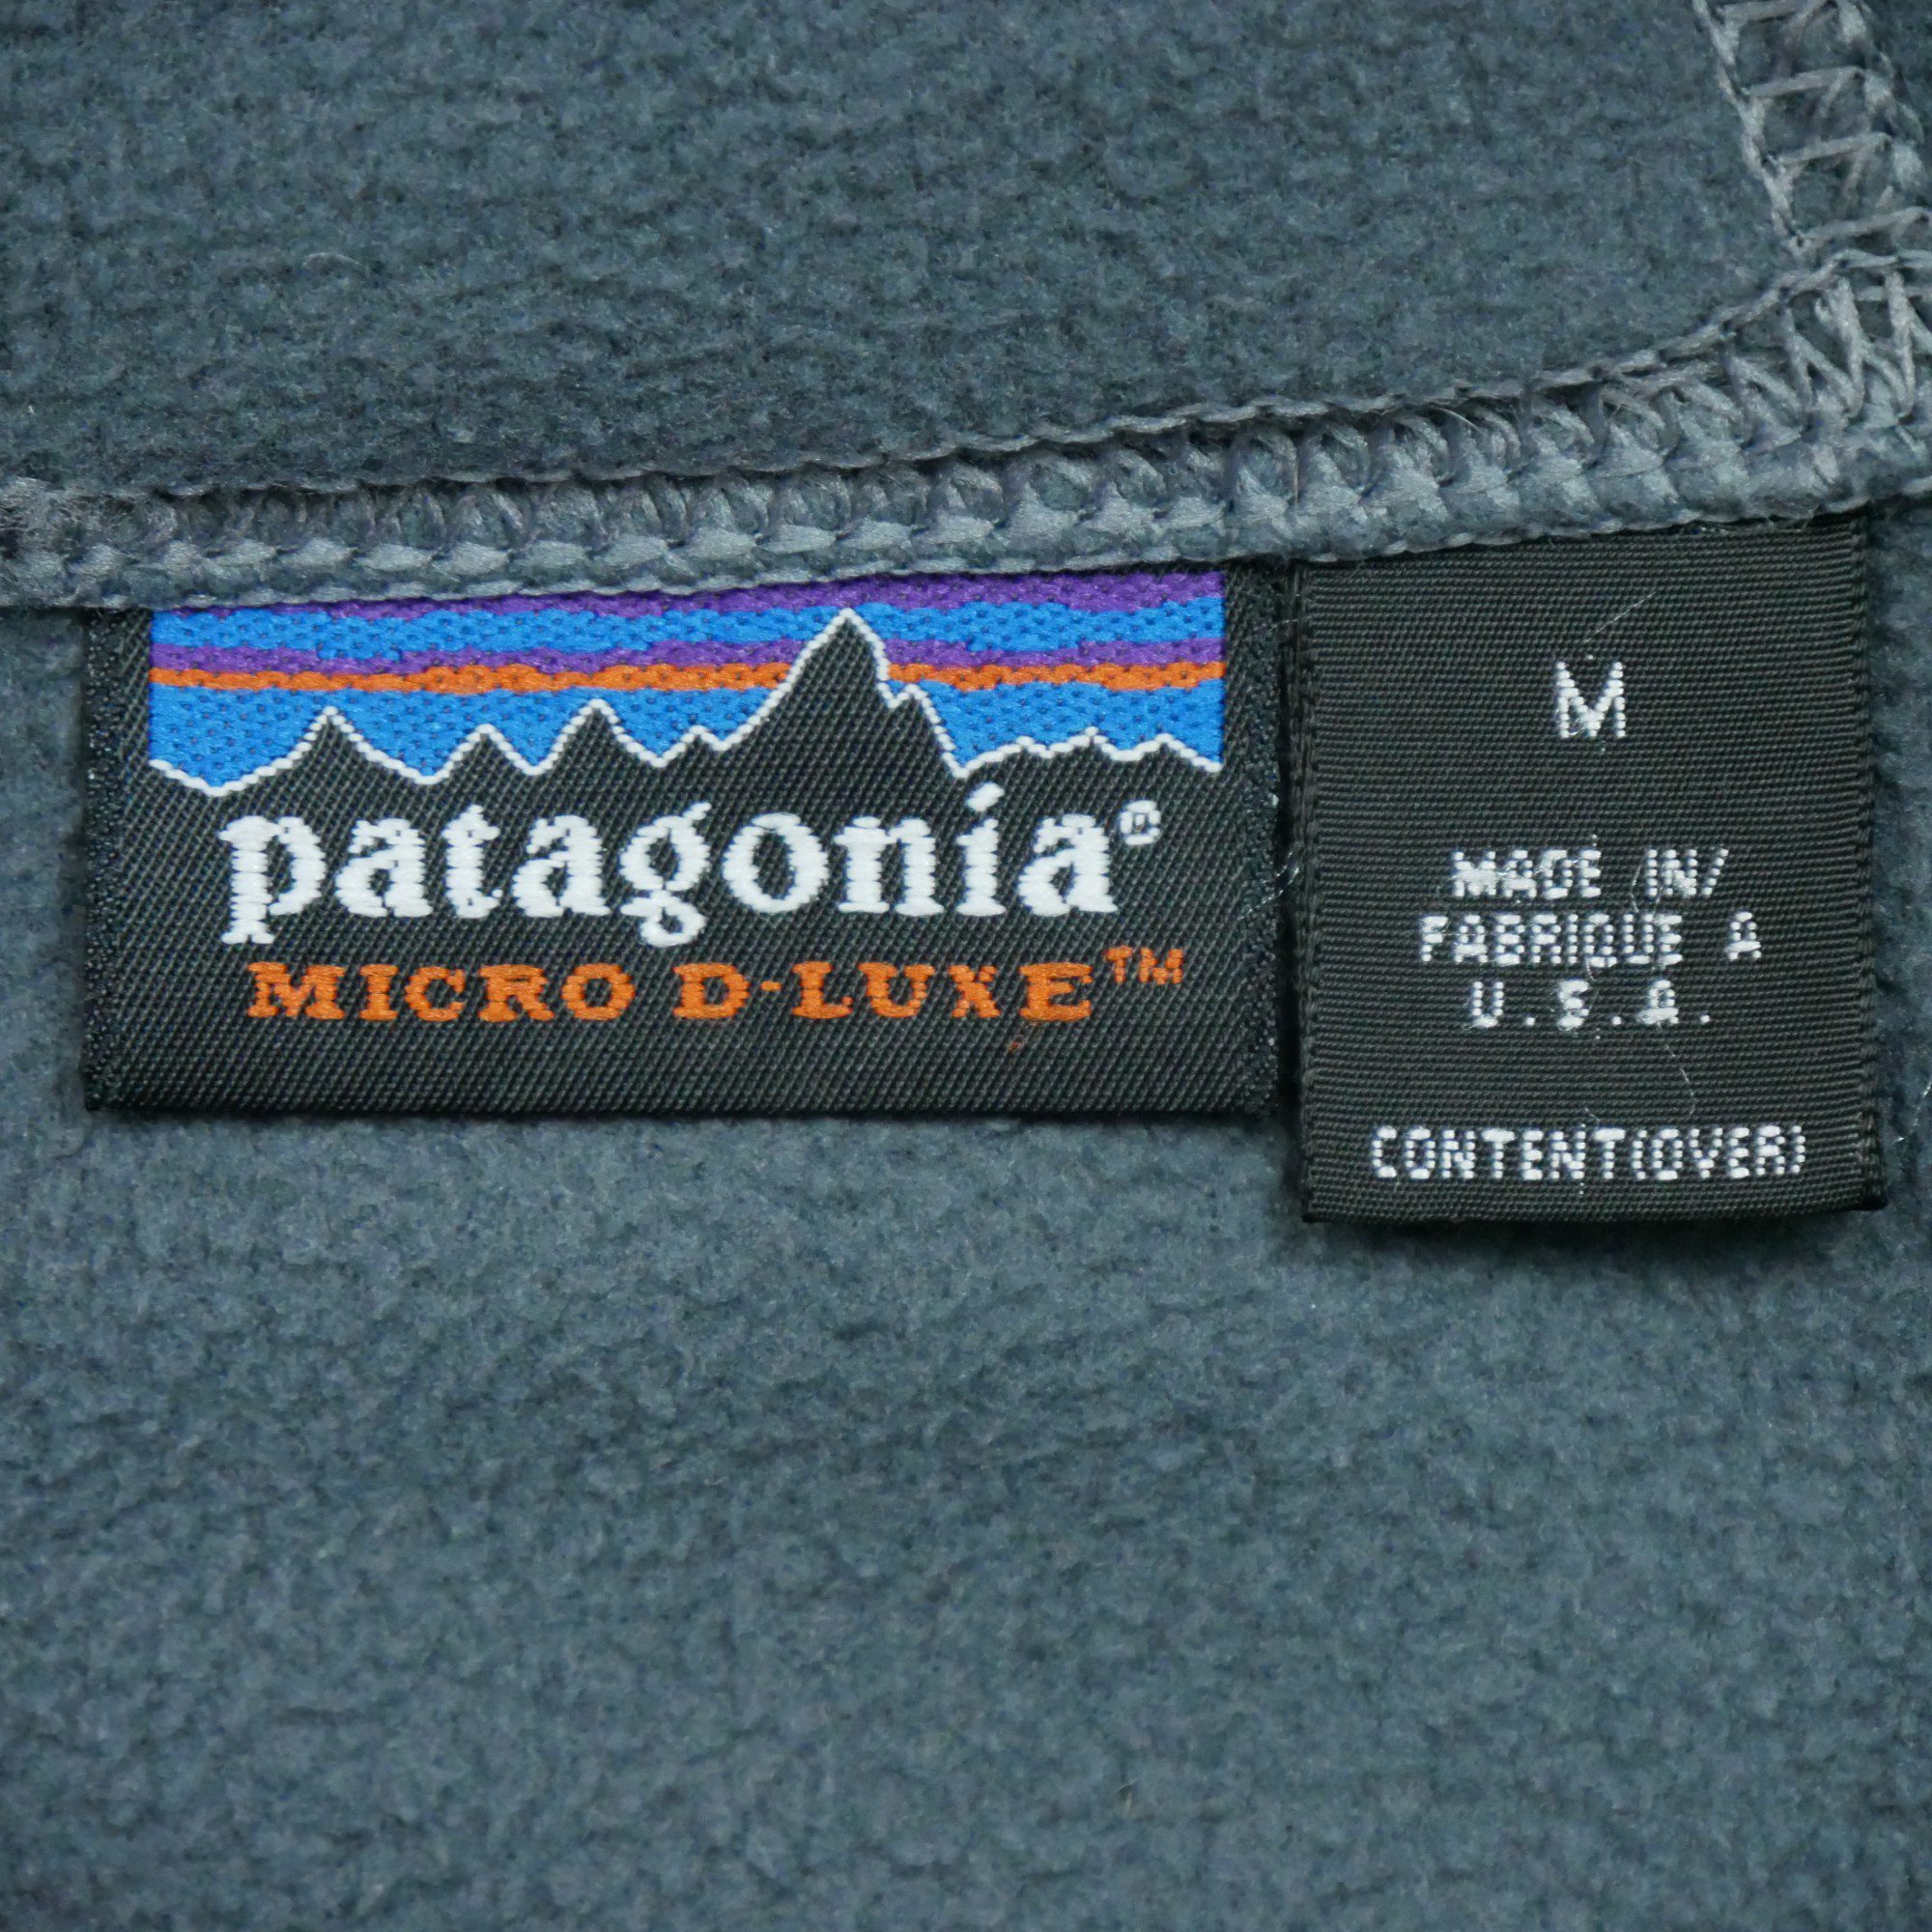 patagonia®
MICRO D-LUXE™
M
MADE IN/
FABRIQUE A
U.S.A.
CONTENT(OVER)